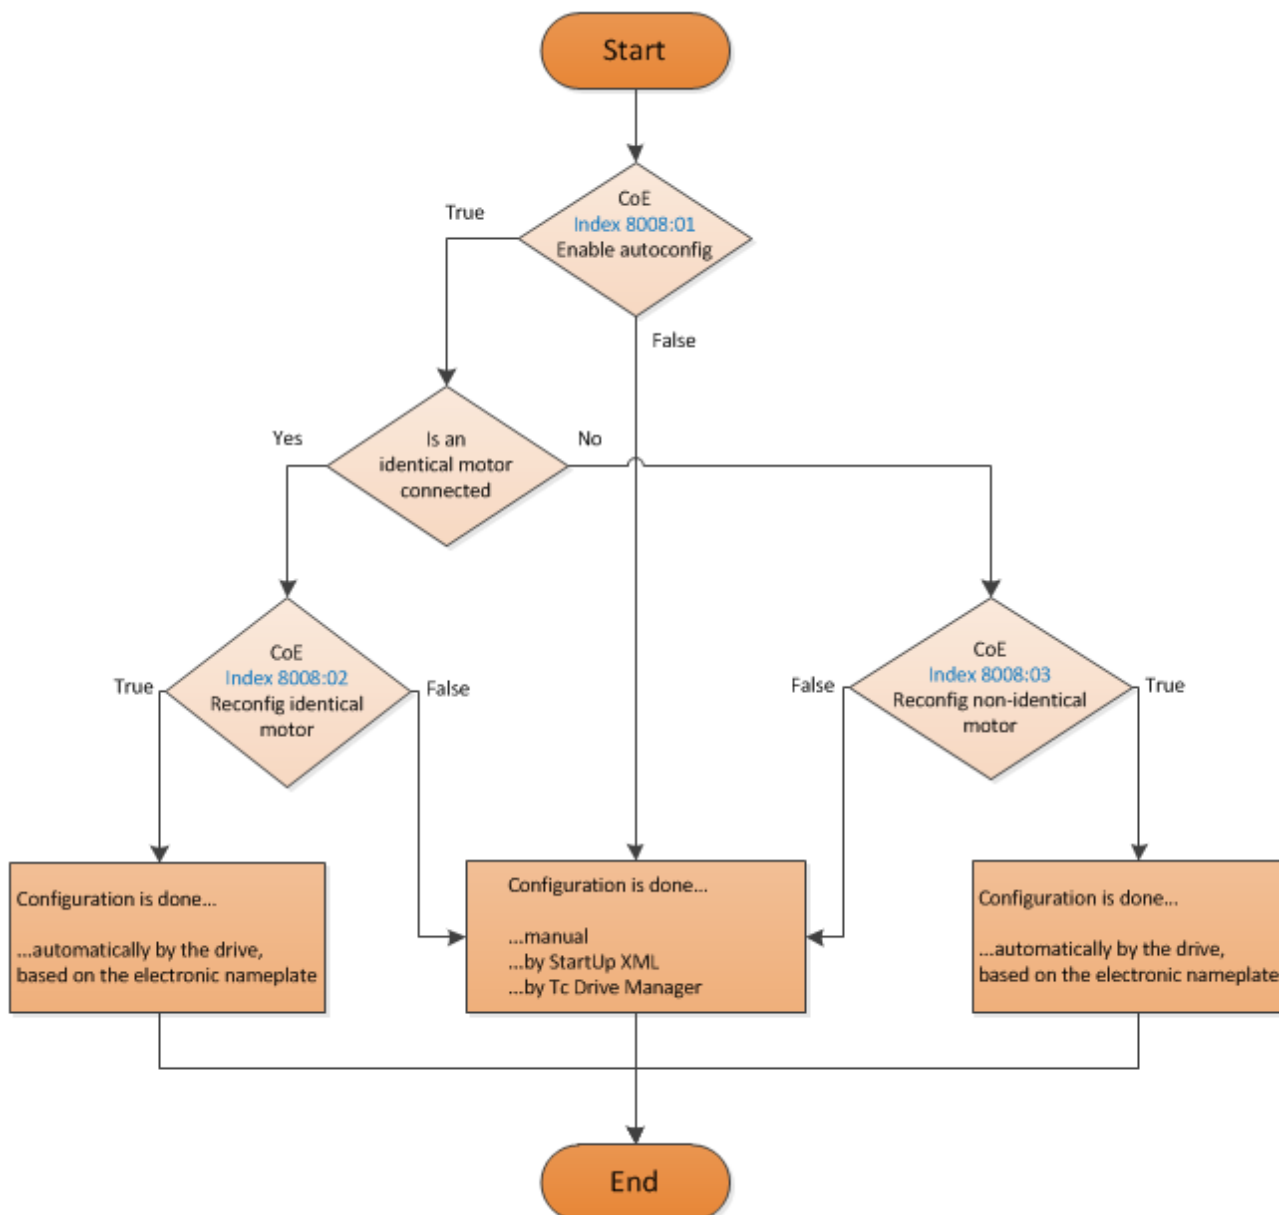 Start
CoE
Index 8008:01
Enable autoconfig
True
False
Is an
identical motor
connected
Yes
No
CoE
Index 8008:02
Reconfig identical
motor
True
False
CoE
Index 8008:03
Reconfig non-identical
motor
False
True
Configuration is done...
...automatically by the drive,
based on the electronic nameplate
Configuration is done...
...manual
...by StartUp XML
...by Tc Drive Manager
Configuration is done...
...automatically by the drive,
based on the electronic nameplate
End